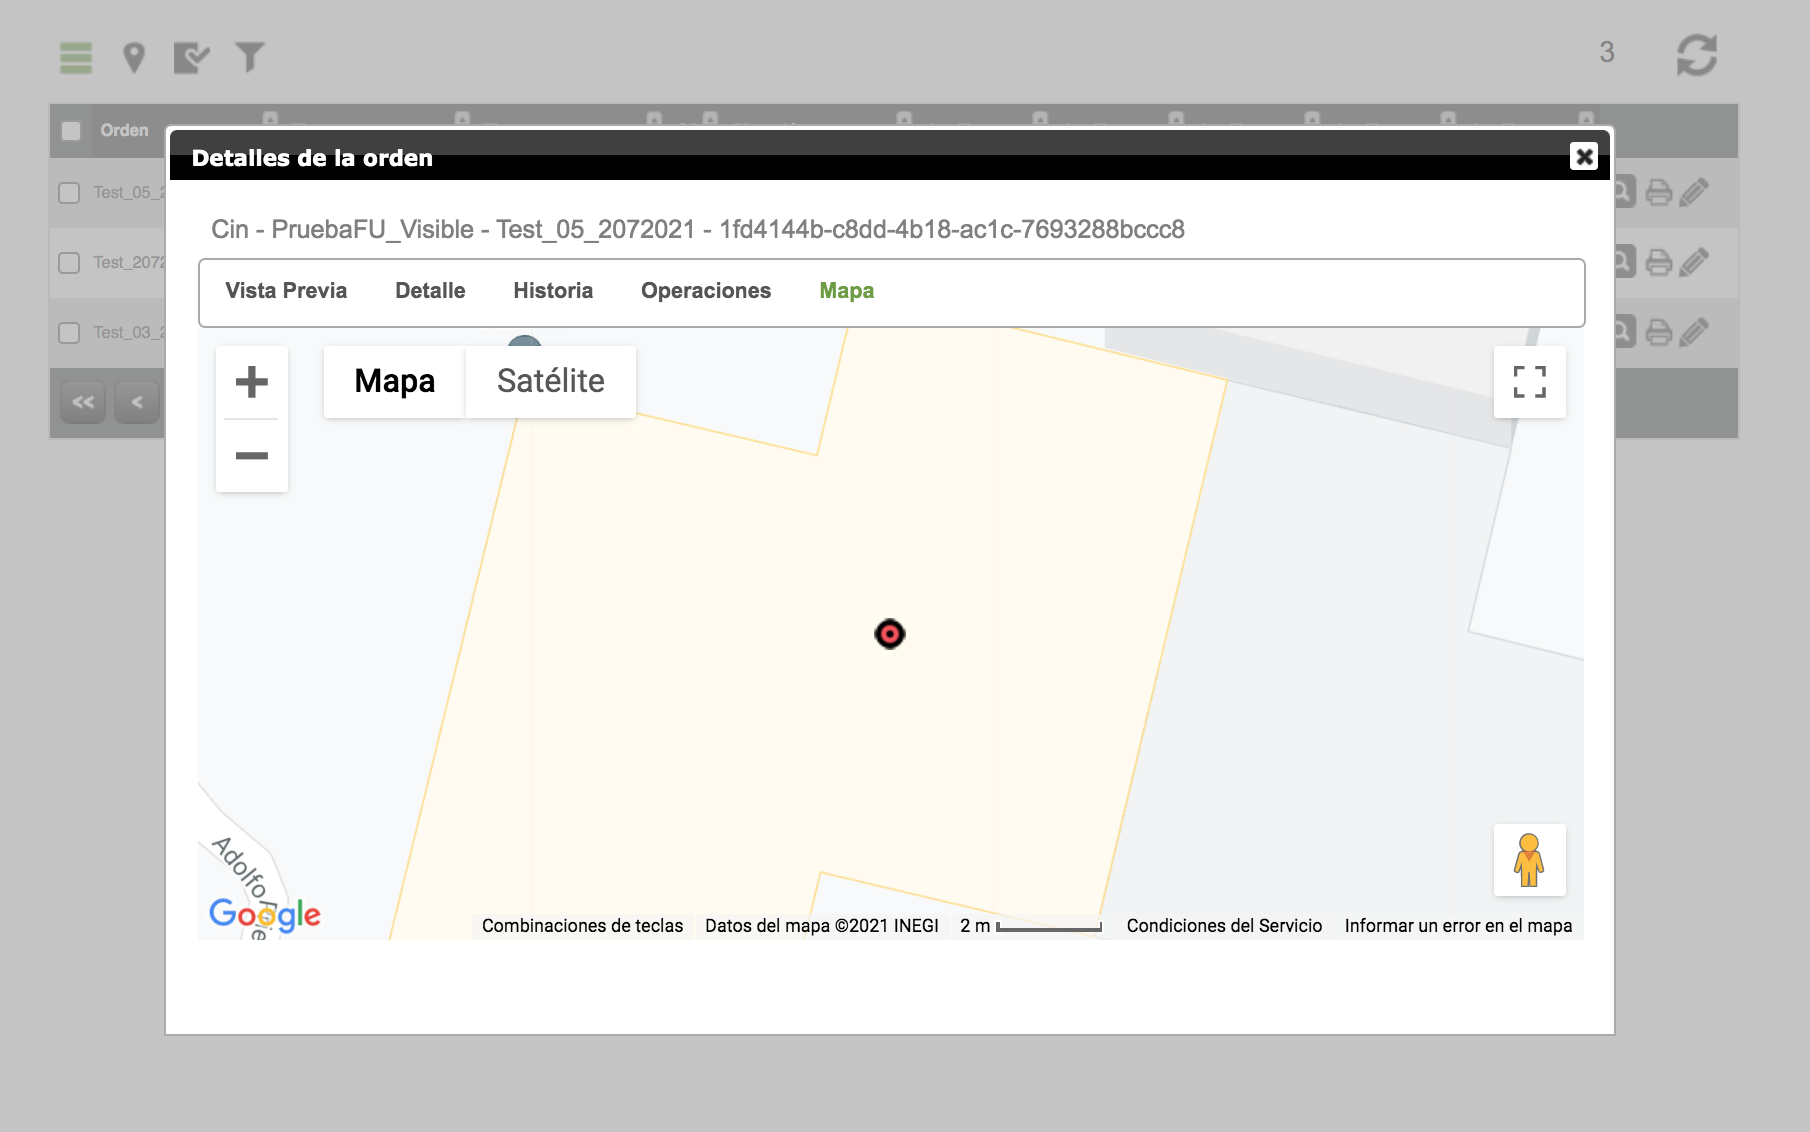 3
Orden
Detalles de la orden
Test_05_2
Cin - PruebaFU_Visible - Test_05_2072021 - 1fd4144b-c8dd-4b18-ac1c-7693288bccc8
Test_2072
Vista Previa Detalle Historia Operaciones Mapa
Test_03_2
Mapa Satélite
<< <
Adolfo
Google
Combinaciones de teclas Datos del mapa ©2021 INEGI 2 m Condiciones del Servicio Informar un error en el mapa